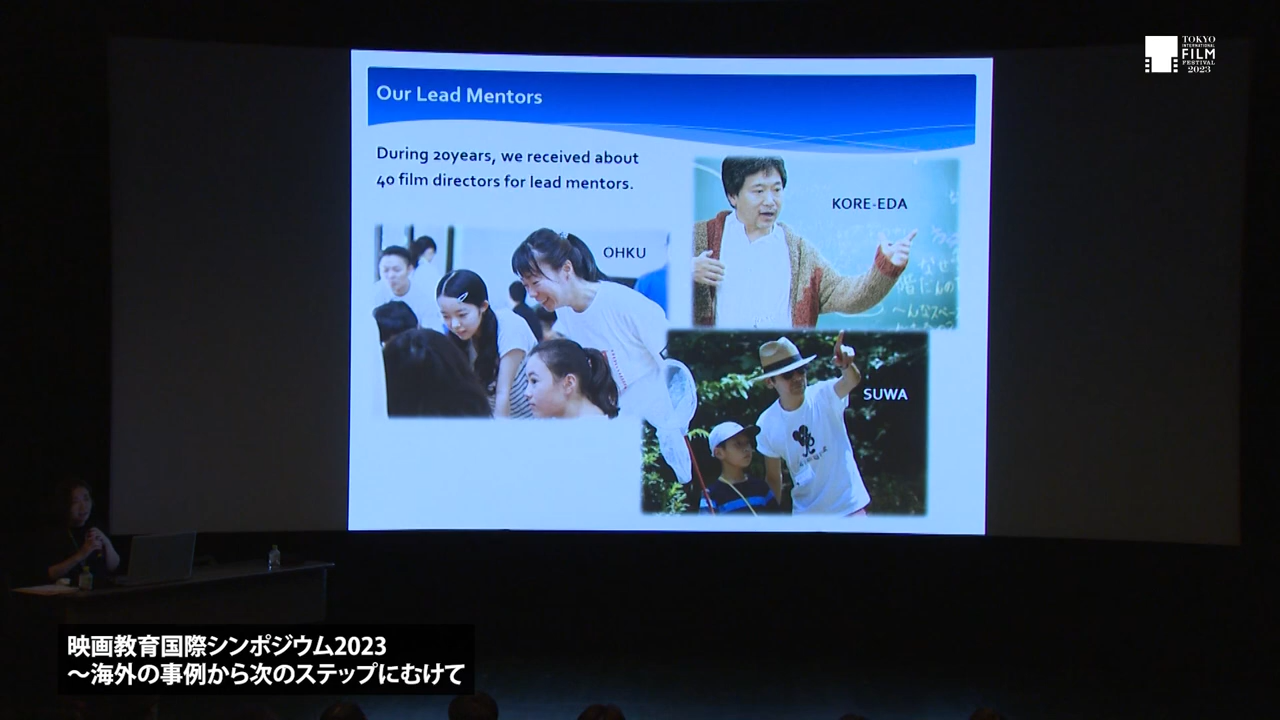 TOKYO
INTERNATIONAL
FILM
FESTIVAL
2023
Our Lead Mentors
During 20years, we received about
40 film directors for lead mentors.
KORE-EDA
OHKU
SUWA
映画教育国際シンポジウム2023
～海外の事例から次のステップにむけて